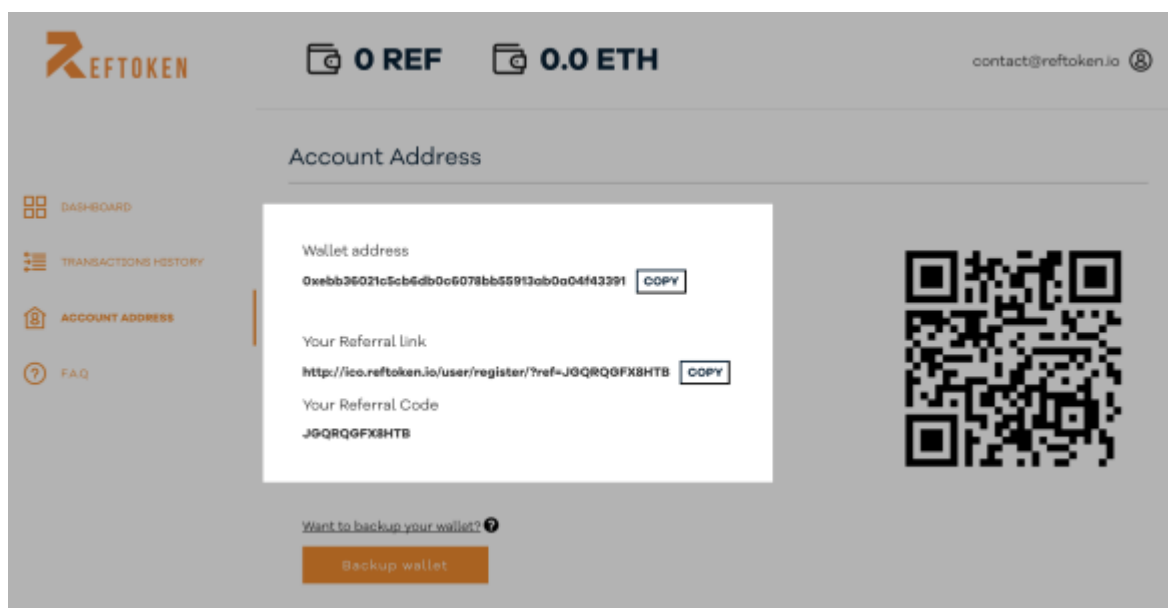 REFTOKEN
0 REF
0.0 ETH
contact@reftoken.io
Account Address
DASHBOARD
TRANSACTIONS HISTORY
ACCOUNT ADDRESS
FAQ
Wallet address
0xebb36021c5cb6db0c6078bb55913ab0a04f43391 COPY
Your Referral link
http://ico.reftoken.io/user/register/?ref=JGQRQGFX8HTB COPY
Your Referral Code
JGQRQGFX8HTB
Want to backup your wallet?
Backup wallet